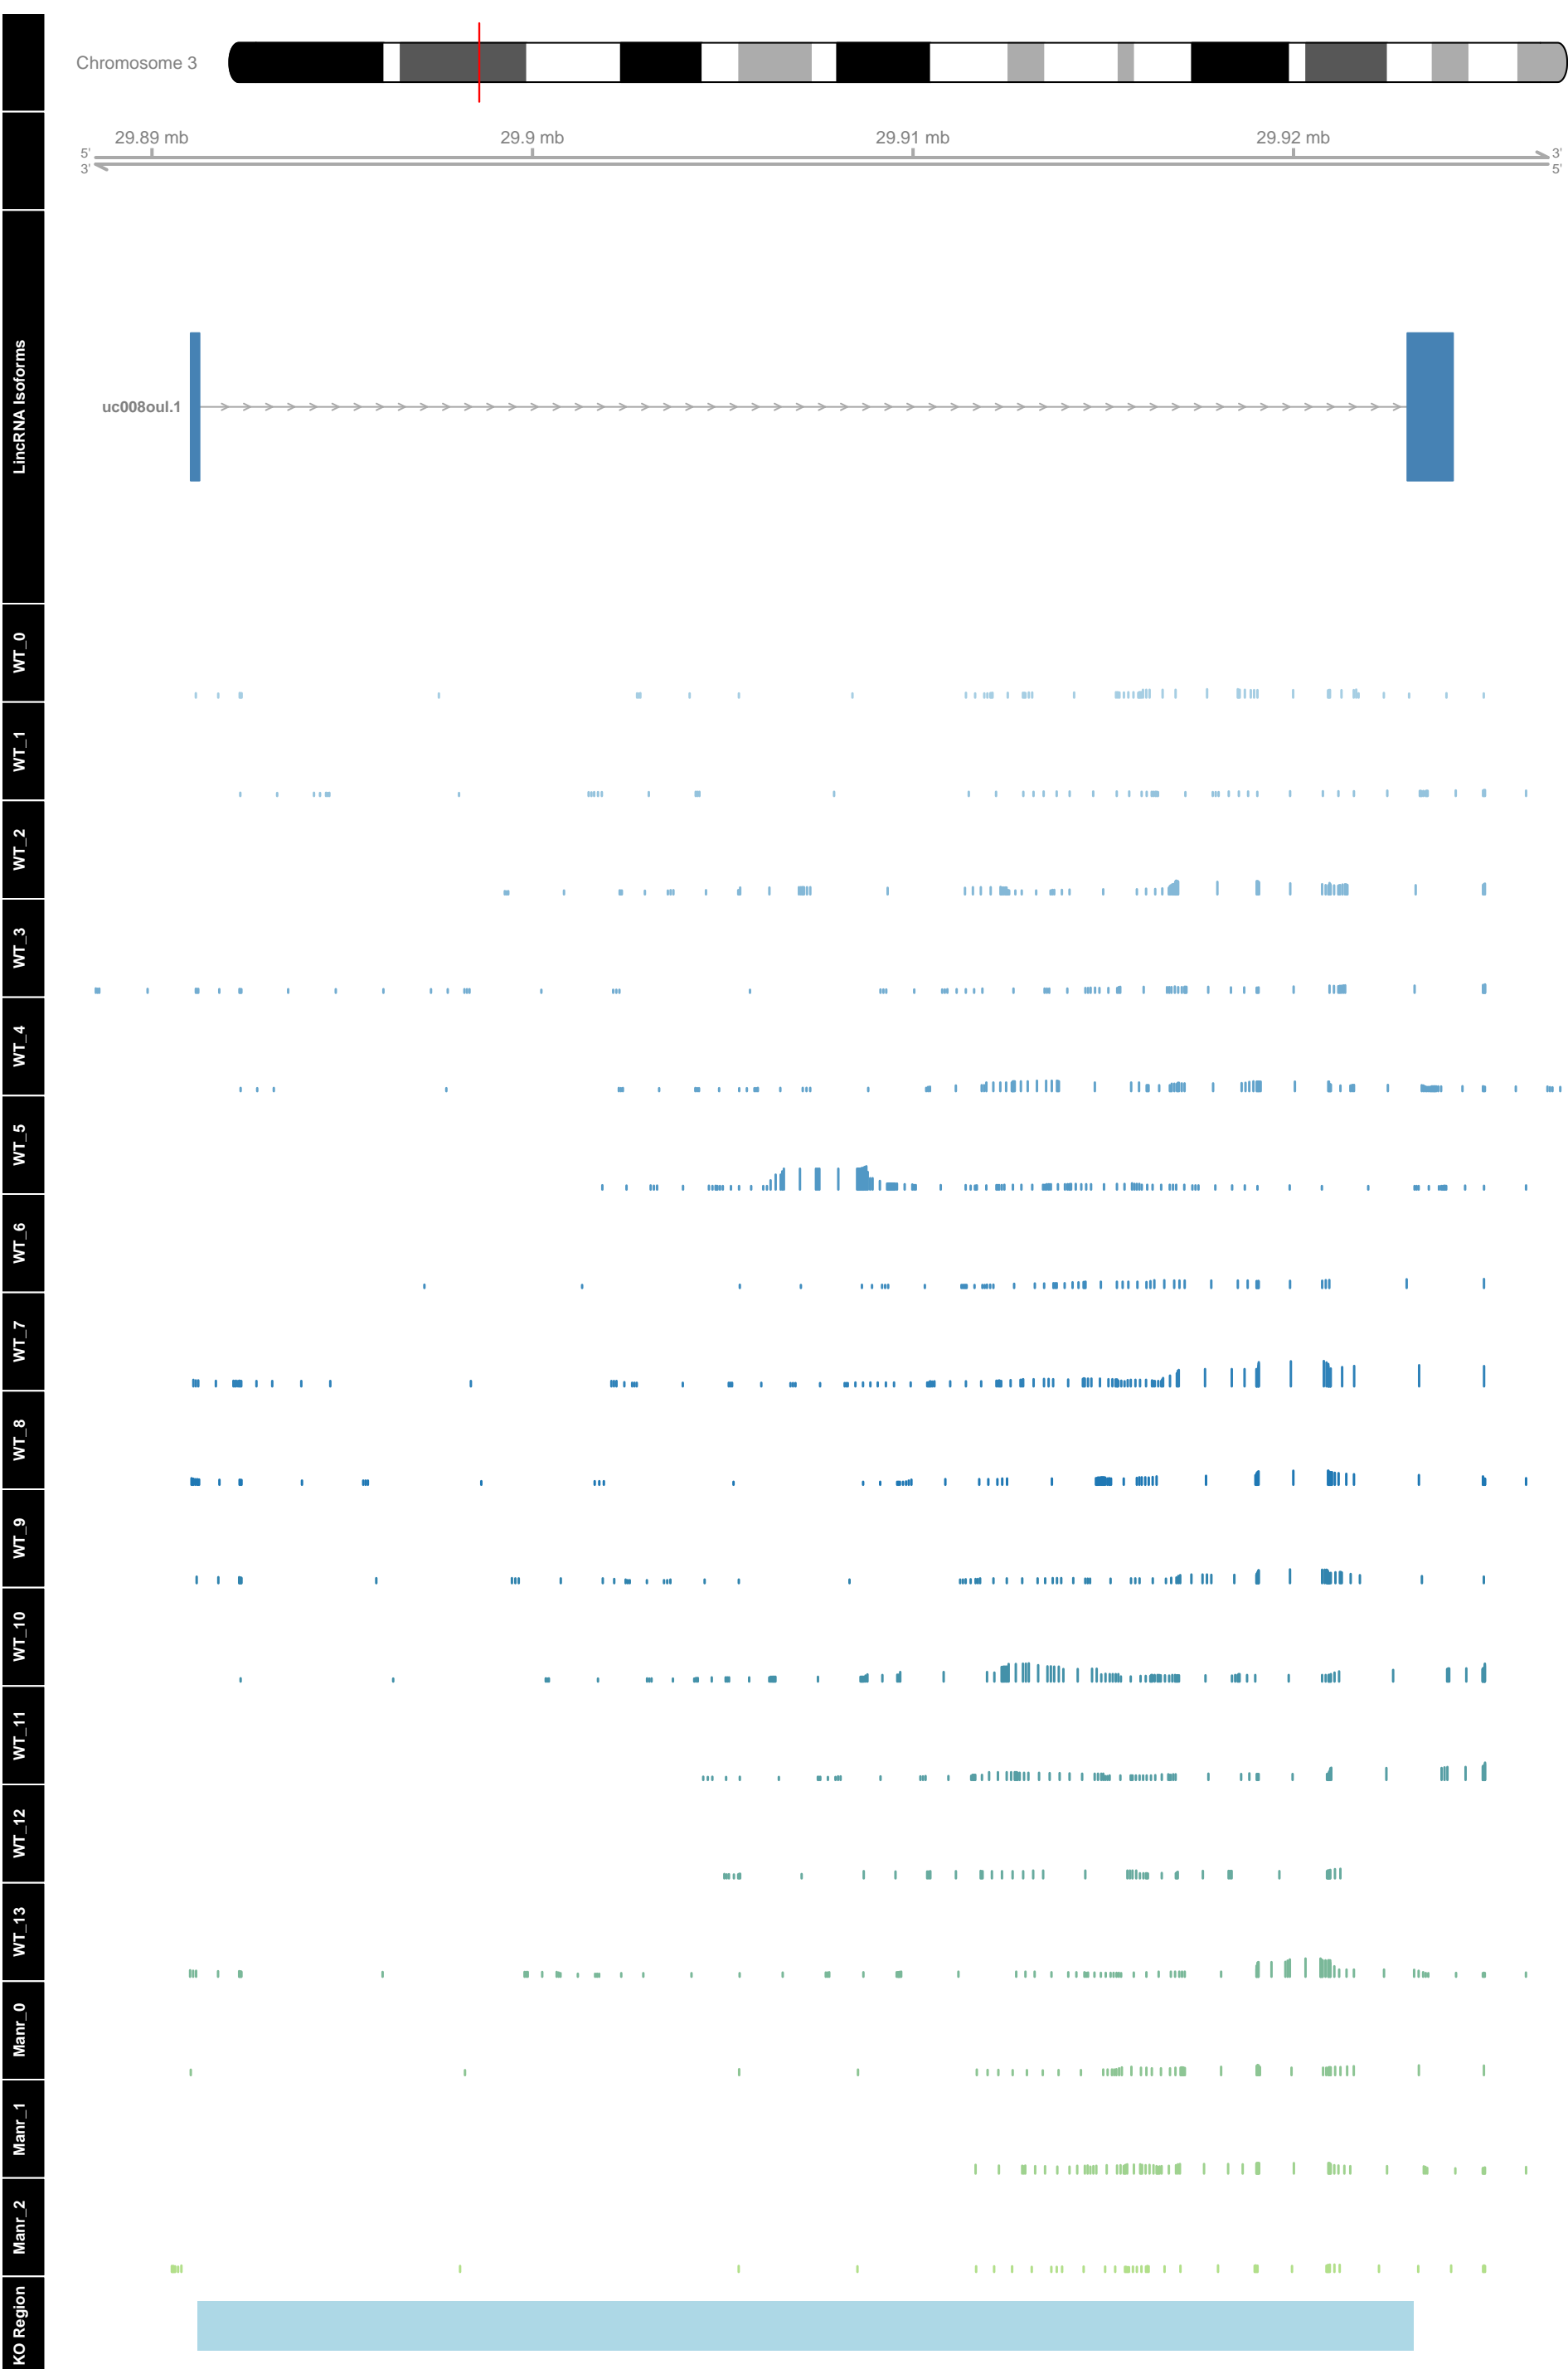 Chromosome 3
29.89 mb
29.9 mb
29.91 mb
29.92 mb
5'
3'
3'
5'
LincRNA Isoforms
uc008oul.1
WT_0
WT_1
WT_2
WT_3
WT_4
WT_5
WT_6
WT_7
WT_8
WT_9
WT_10
WT_11
WT_12
WT_13
Manr_0
Manr_1
Manr_2
KO Region